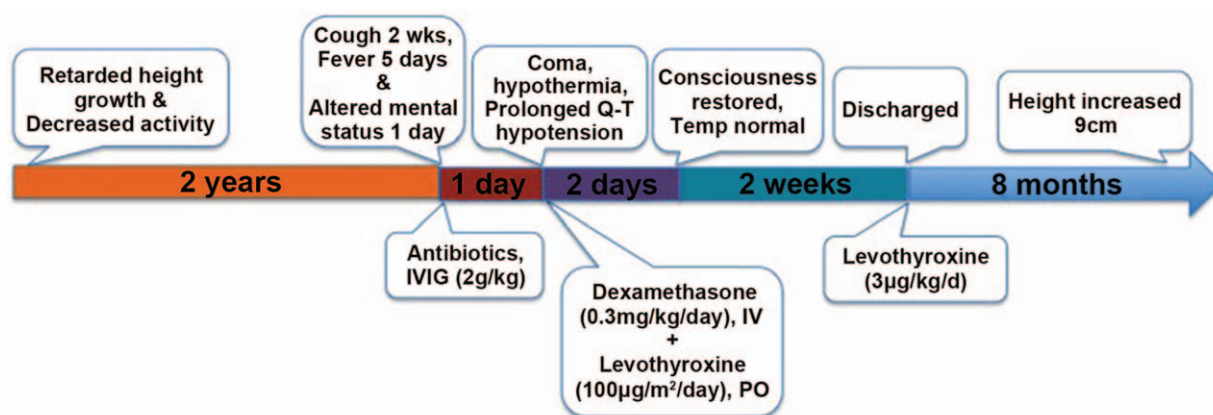 Retarded height
growth &
Decreased activity
Cough 2 wks,
Fever 5 days
&
Altered mental
status 1 day
Coma,
hypothermia,
Prolonged Q-T
hypotension
Consciousness
restored,
Temp normal
Discharged
Height increased
9cm
2 years
1 day
2 days
2 weeks
8 months
Antibiotics,
IVIG (2g/kg)
Dexamethasone
(0.3mg/kg/day), IV
+
Levothyroxine
(100µg/m²/day), PO
Levothyroxine
(3µg/kg/d)